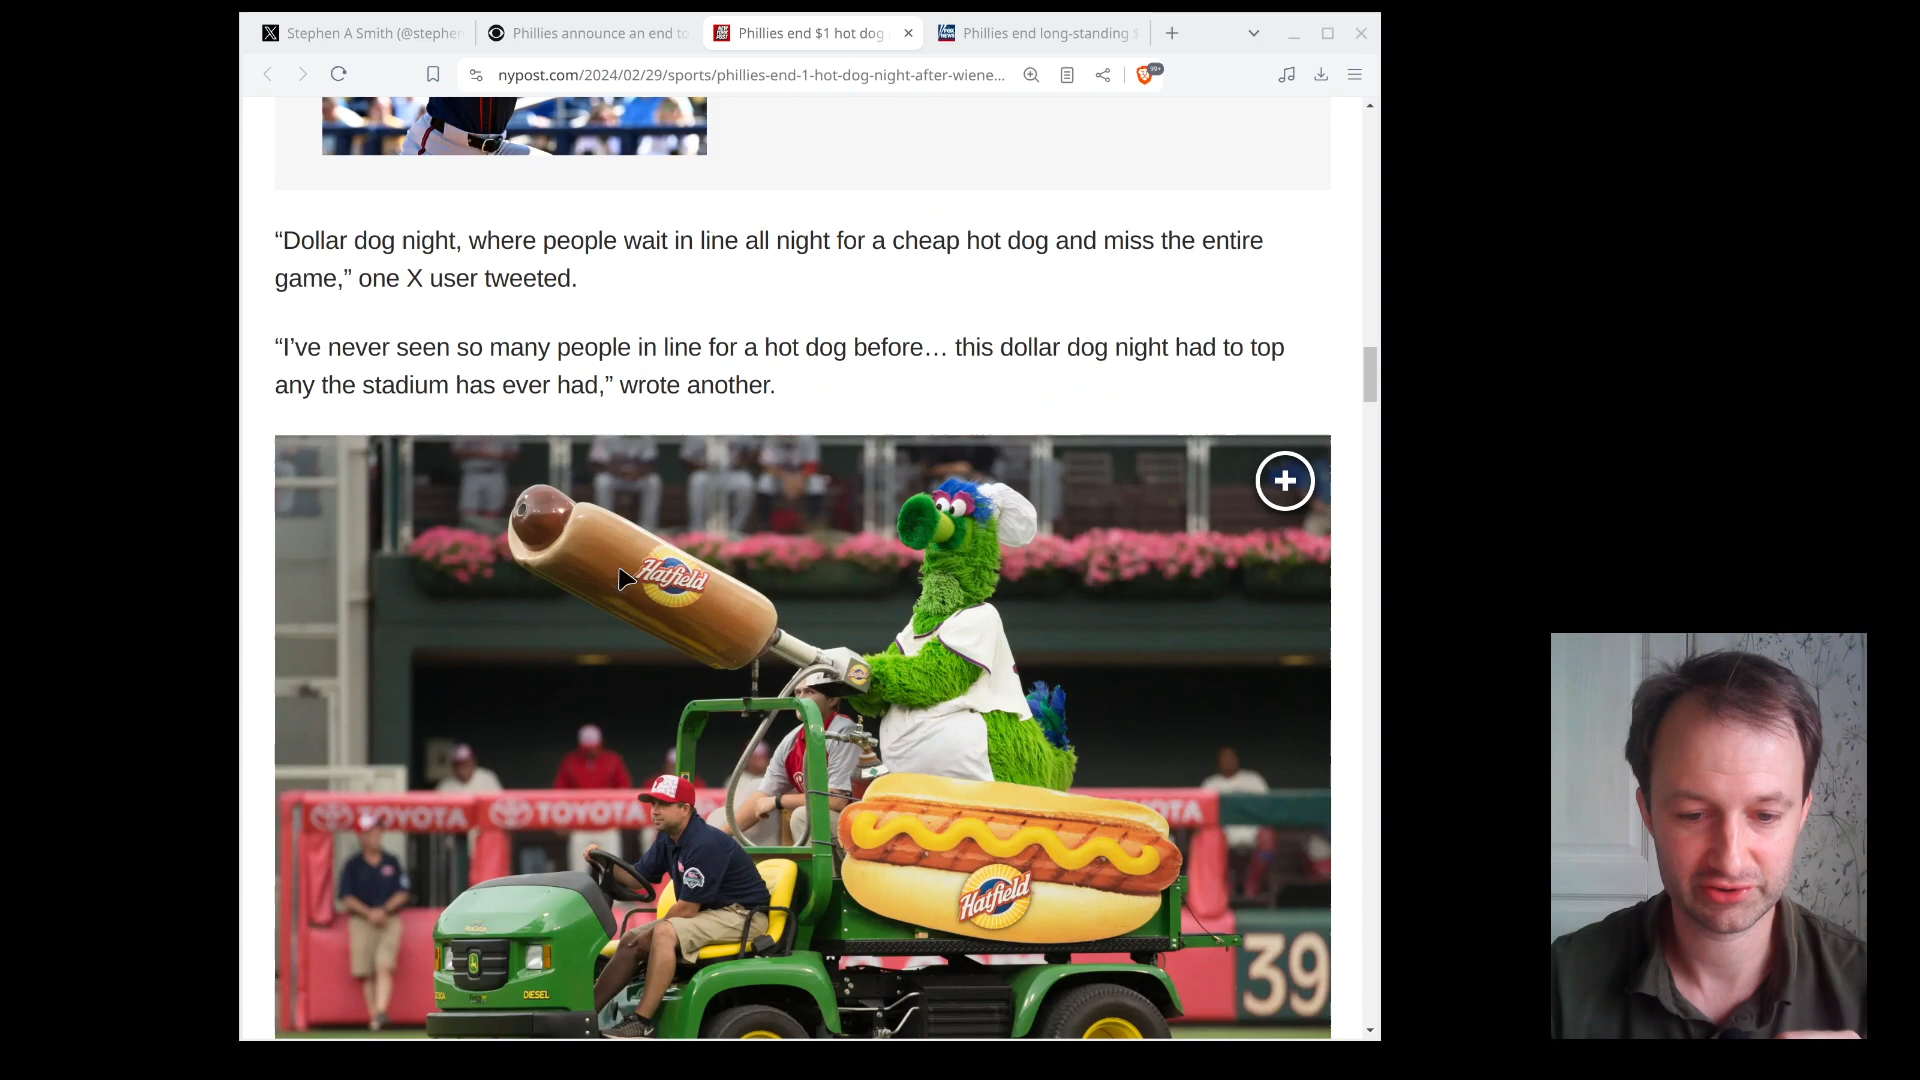 Stephen A Smith (@stephen
Phillies announce an end to
Phillies end $1 hot dog
Phillies end long-standing $
nypost.com/2024/02/29/sports/phillies-end-1-hot-dog-night-after-wiene...
99+
“Dollar dog night, where people wait in line all night for a cheap hot dog and miss the entire
game,” one X user tweeted.
“I’ve never seen so many people in line for a hot dog before… this dollar dog night had to top
any the stadium has ever had,” wrote another.
Hatfield
TOYOTA
TOYOTA
OTA
Hatfield
DIESEL
39